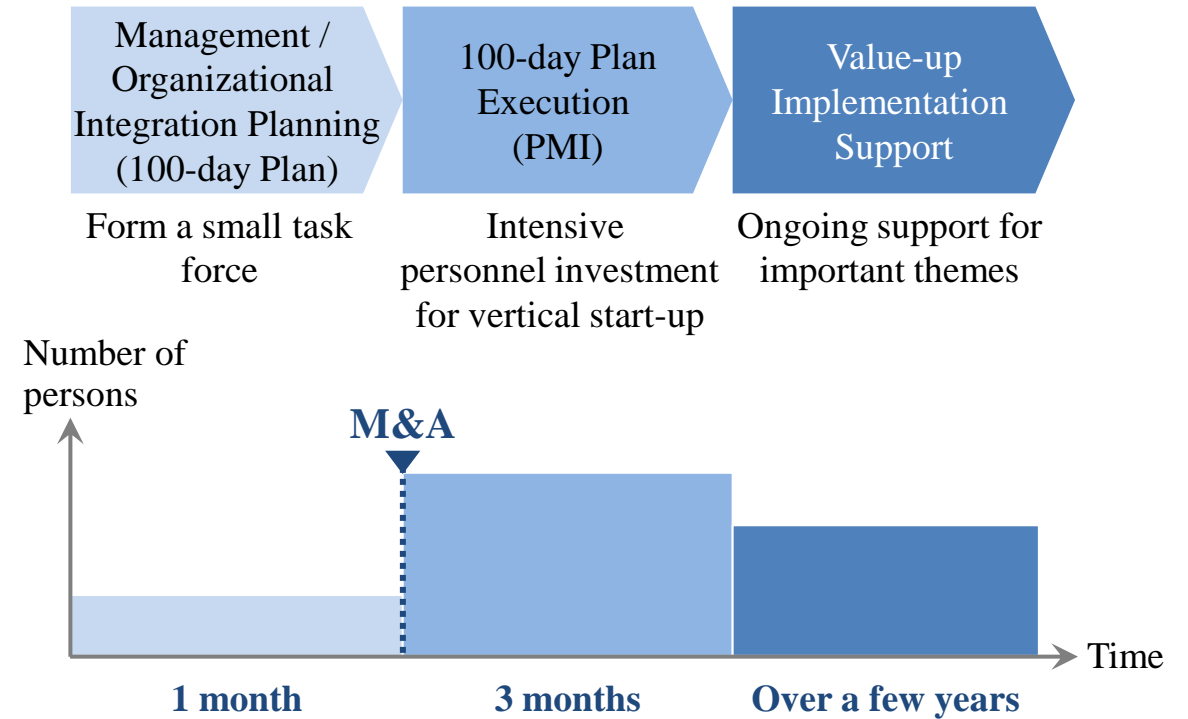 Management /
Organizational
Integration Planning
(100-day Plan)
100-day Plan
Execution
(PMI)
Value-up
Implementation
Support
Form a small task
force
Intensive
personnel investment
for vertical start-up
Ongoing support for
important themes
Number of
persons
M&A
Time
1 month
3 months
Over a few years